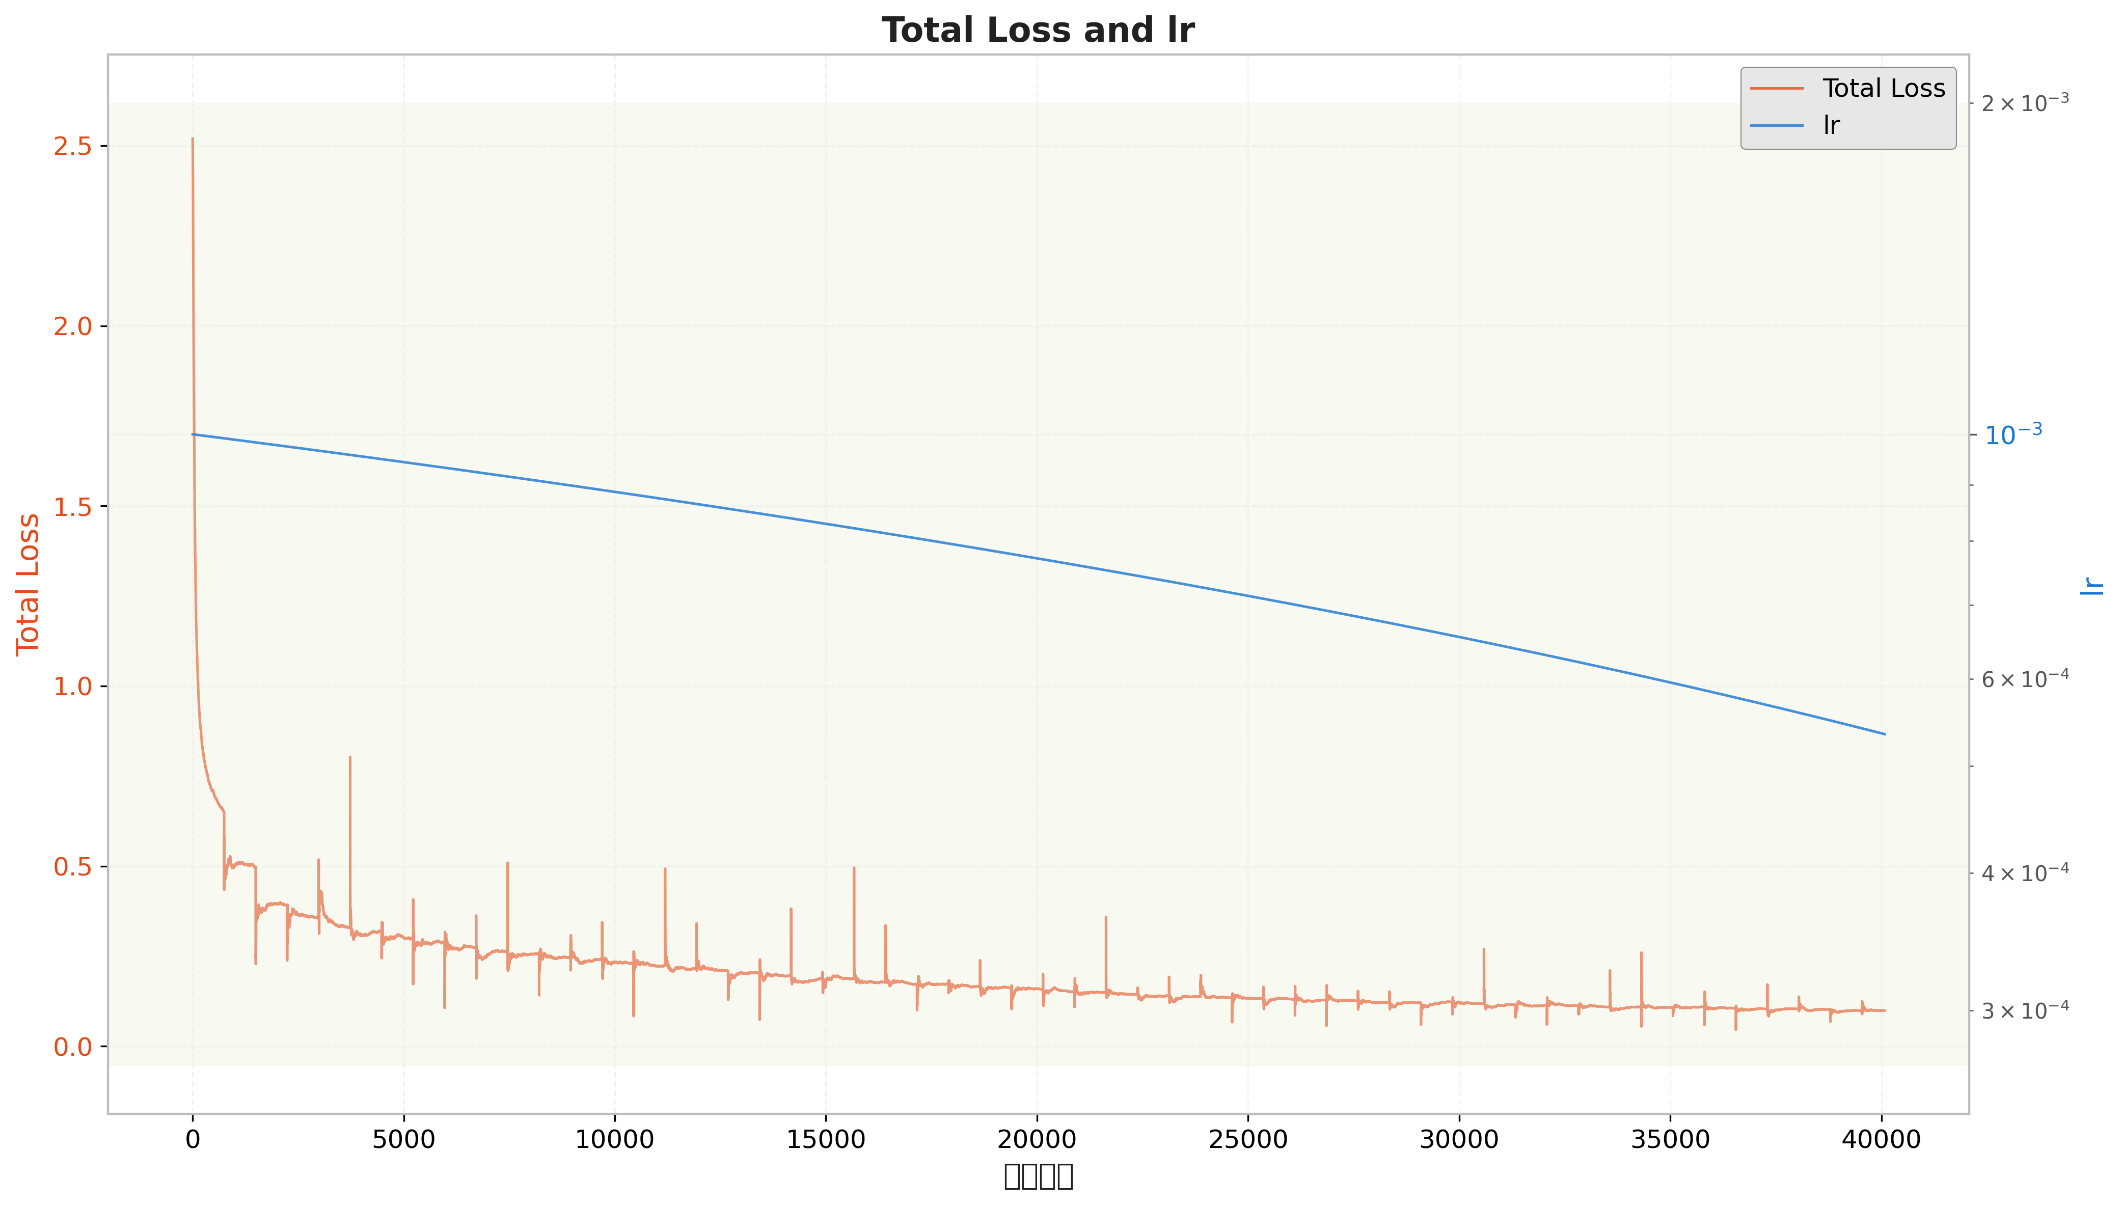 Total Loss and lr
Total Loss
lr
2.5
2.0
1.5
1.0
0.5
0.0
Total Loss
2×10⁻³
10⁻³
6×10⁻⁴
4×10⁻⁴
3×10⁻⁴
lr
0 5000 10000 15000 20000 25000 30000 35000 40000